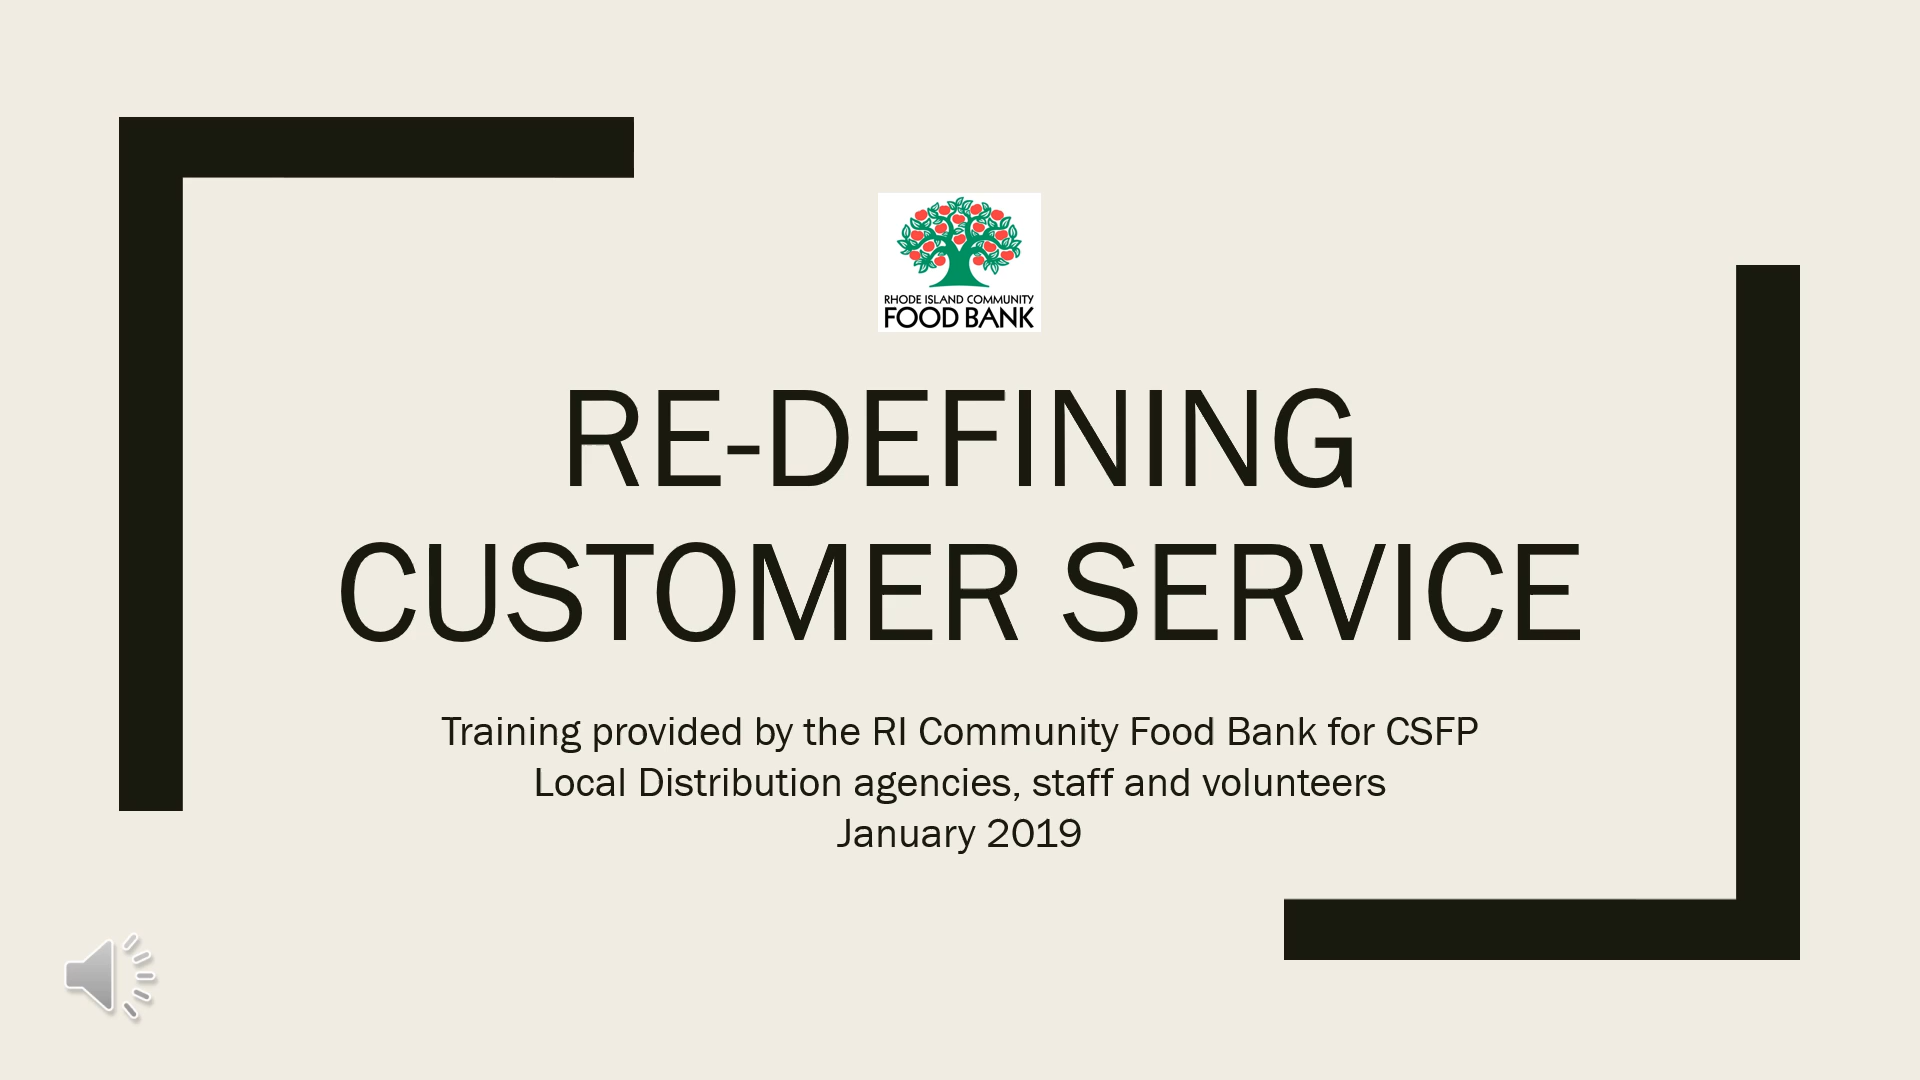 RHODE ISLAND COMMUNITY
FOOD BANK
RE-DEFINING
CUSTOMER SERVICE
Training provided by the RI Community Food Bank for CSFP
Local Distribution agencies, staff and volunteers
January 2019